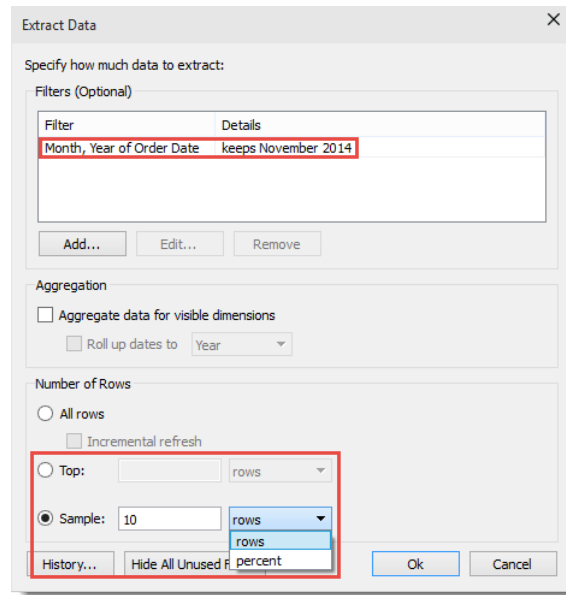 Extract Data
Specify how much data to extract:
Filters (Optional)
Filter Details
Month, Year of Order Date keeps November 2014
Add... Edit... Remove
Aggregation
Aggregate data for visible dimensions
Roll up dates to Year
Number of Rows
All rows
Incremental refresh
Top: rows
Sample: 10 rows
rows
percent
History... Hide All Unused Ok Cancel